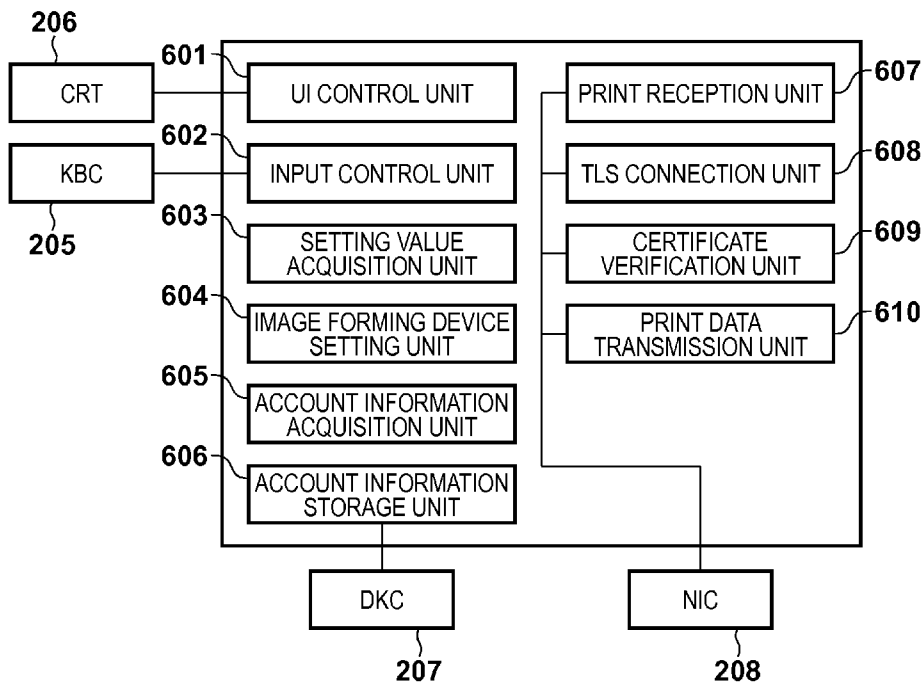 206
601
CRT
UI CONTROL UNIT
PRINT RECEPTION UNIT
607
602
KBC
INPUT CONTROL UNIT
TLS CONNECTION UNIT
608
205
603
SETTING VALUE
ACQUISITION UNIT
CERTIFICATE
VERIFICATION UNIT
609
604
IMAGE FORMING DEVICE
SETTING UNIT
PRINT DATA
TRANSMISSION UNIT
610
605
ACCOUNT INFORMATION
ACQUISITION UNIT
606
ACCOUNT INFORMATION
STORAGE UNIT
DKC
NIC
207
208